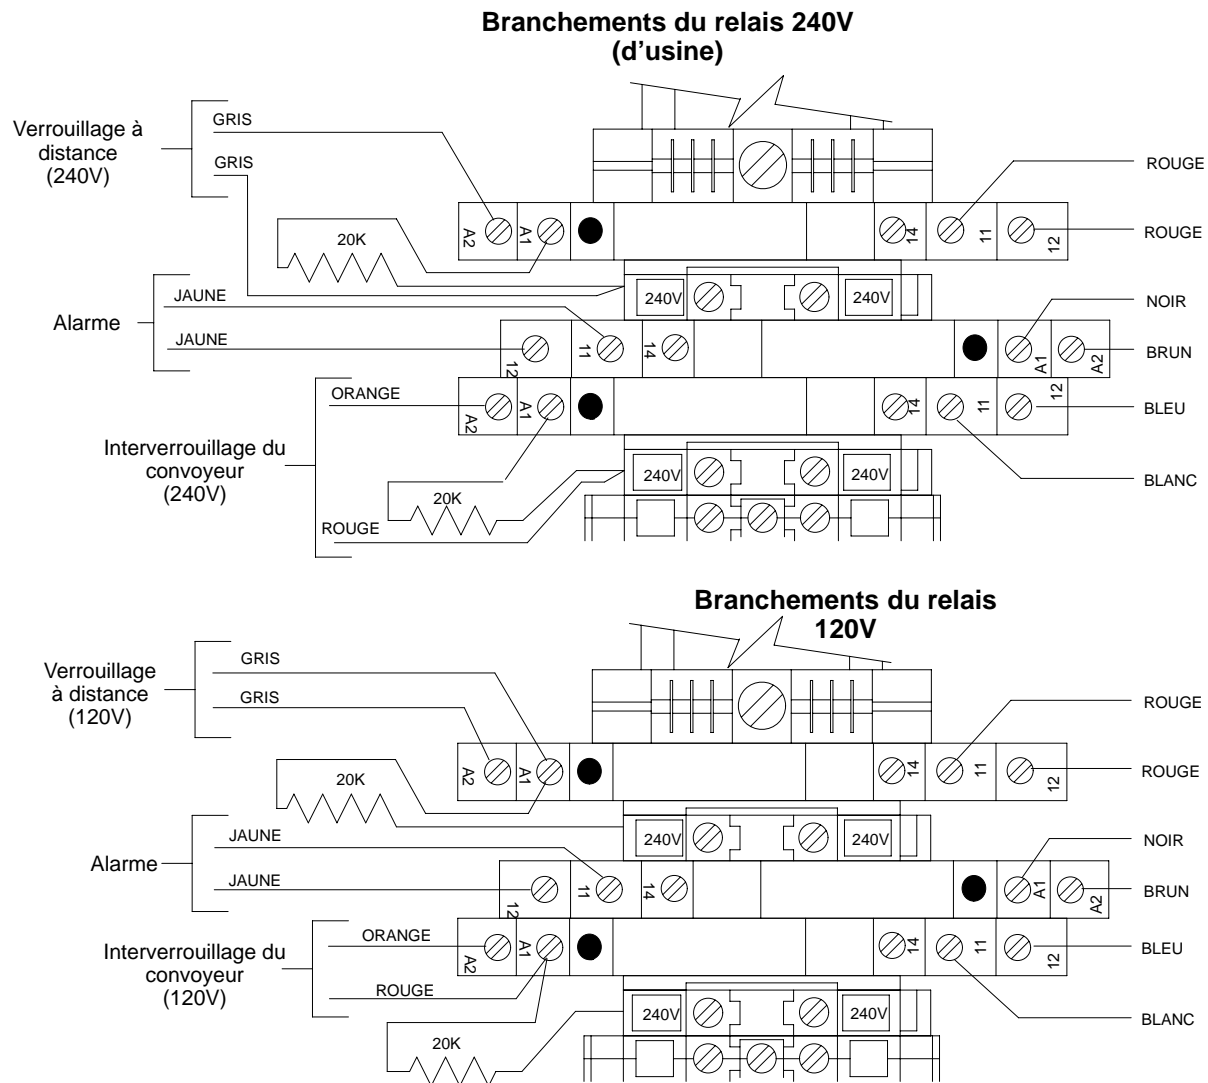 Branchements du relais 240V
(d'usine)
Verrouillage à
distance
(240V)
GRIS
GRIS
20K
A2
A1
14
11
12
ROUGE
ROUGE
240V
240V
Alarme
JAUNE
JAUNE
12
11
14
A1
A2
NOIR
BRUN
Interverrouillage du
convoyeur
(240V)
ORANGE
ROUGE
20K
A2
A1
14
11
12
BLEU
BLANC
240V
240V
Branchements du relais
120V
Verrouillage
à distance
(120V)
GRIS
GRIS
20K
A2
A1
14
11
12
ROUGE
ROUGE
240V
240V
Alarme
JAUNE
JAUNE
12
11
14
A1
A2
NOIR
BRUN
Interverrouillage du
convoyeur
(120V)
ORANGE
ROUGE
20K
A2
A1
14
11
12
BLEU
BLANC
240V
240V